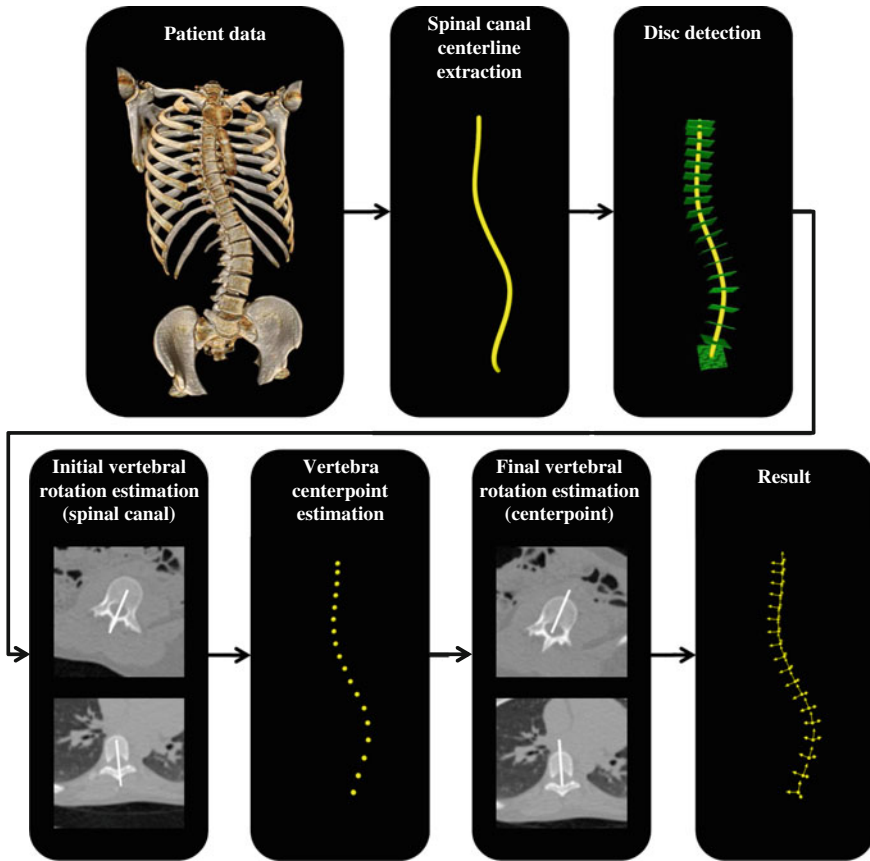 Patient data
Spinal canal
centerline
extraction
Disc detection
Initial vertebral
rotation estimation
(spinal canal)
Vertebra
centerpoint
estimation
Final vertebral
rotation estimation
(centerpoint)
Result